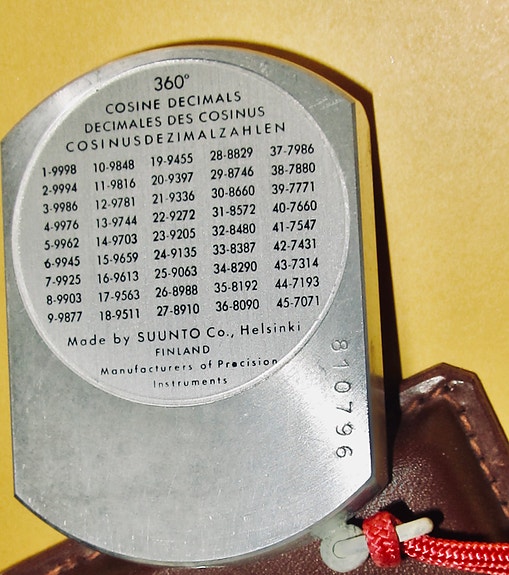 360°
COSINE DECIMALS
DECIMALES DES COSINUS
COSINUSDEZIMALZAHLEN
1-9998 10-9848 19-9455 28-8829 37-7986
2-9994 11-9816 20-9397 29-8746 38-7880
3-9986 12-9781 21-9336 30-8660 39-7771
4-9976 13-9744 22-9272 31-8572 40-7660
5-9962 14-9703 23-9205 32-8480 41-7547
6-9945 15-9659 24-9135 33-8387 42-7431
7-9925 16-9613 25-9063 34-8290 43-7314
8-9903 17-9563 26-8988 35-8192 44-7193
9-9877 18-9511 27-8910 36-8090 45-7071
Made by SUUNTO Co., Helsinki
FINLAND
Manufacturers of Precision
Instruments
810796